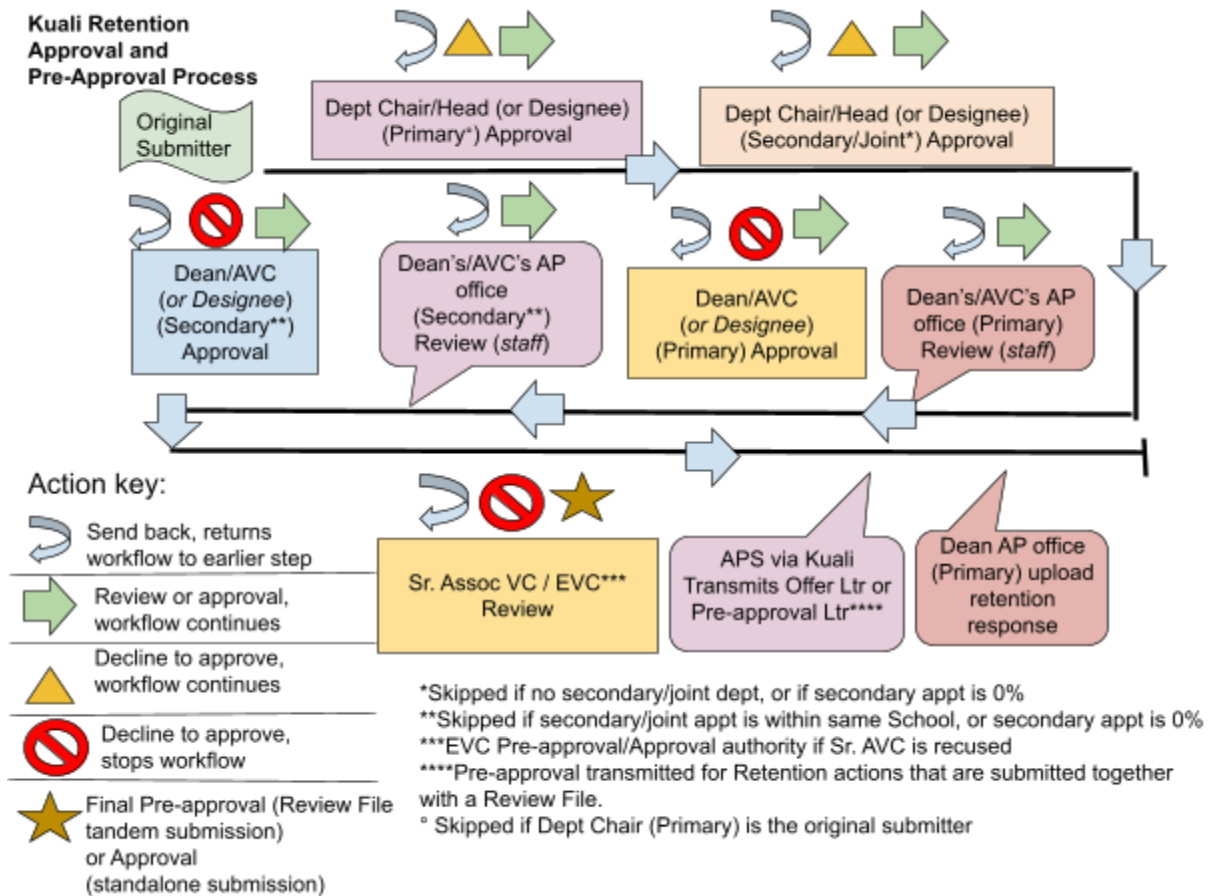 Kuali Retention
Approval and
Pre-Approval Process
Original
Submitter
Dept Chair/Head (or Designee)
(Primary°) Approval
Dept Chair/Head (or Designee)
(Secondary/Joint*) Approval
Dean/AVC
(or Designee)
(Secondary**)
Approval
Dean's/AVC's AP
office
(Secondary**)
Review (staff)
Dean/AVC
(or Designee)
(Primary) Approval
Dean's/AVC's AP
office (Primary)
Review (staff)
Action key:
Send back, returns
workflow to earlier step
Review or approval,
workflow continues
Decline to approve,
workflow continues
Decline to approve,
stops workflow
Final Pre-approval (Review File
tandem submission)
or Approval
(standalone submission)
Sr. Assoc VC / EVC***
Review
APS via Kuali
Transmits Offer Ltr or
Pre-approval Ltr****
Dean AP office
(Primary) upload
retention
response
*Skipped if no secondary/joint dept, or if secondary appt is 0%
**Skipped if secondary/joint appt is within same School, or secondary appt is 0%
***EVC Pre-approval/Approval authority if Sr. AVC is recused
****Pre-approval transmitted for Retention actions that are submitted together
with a Review File.
° Skipped if Dept Chair (Primary) is the original submitter